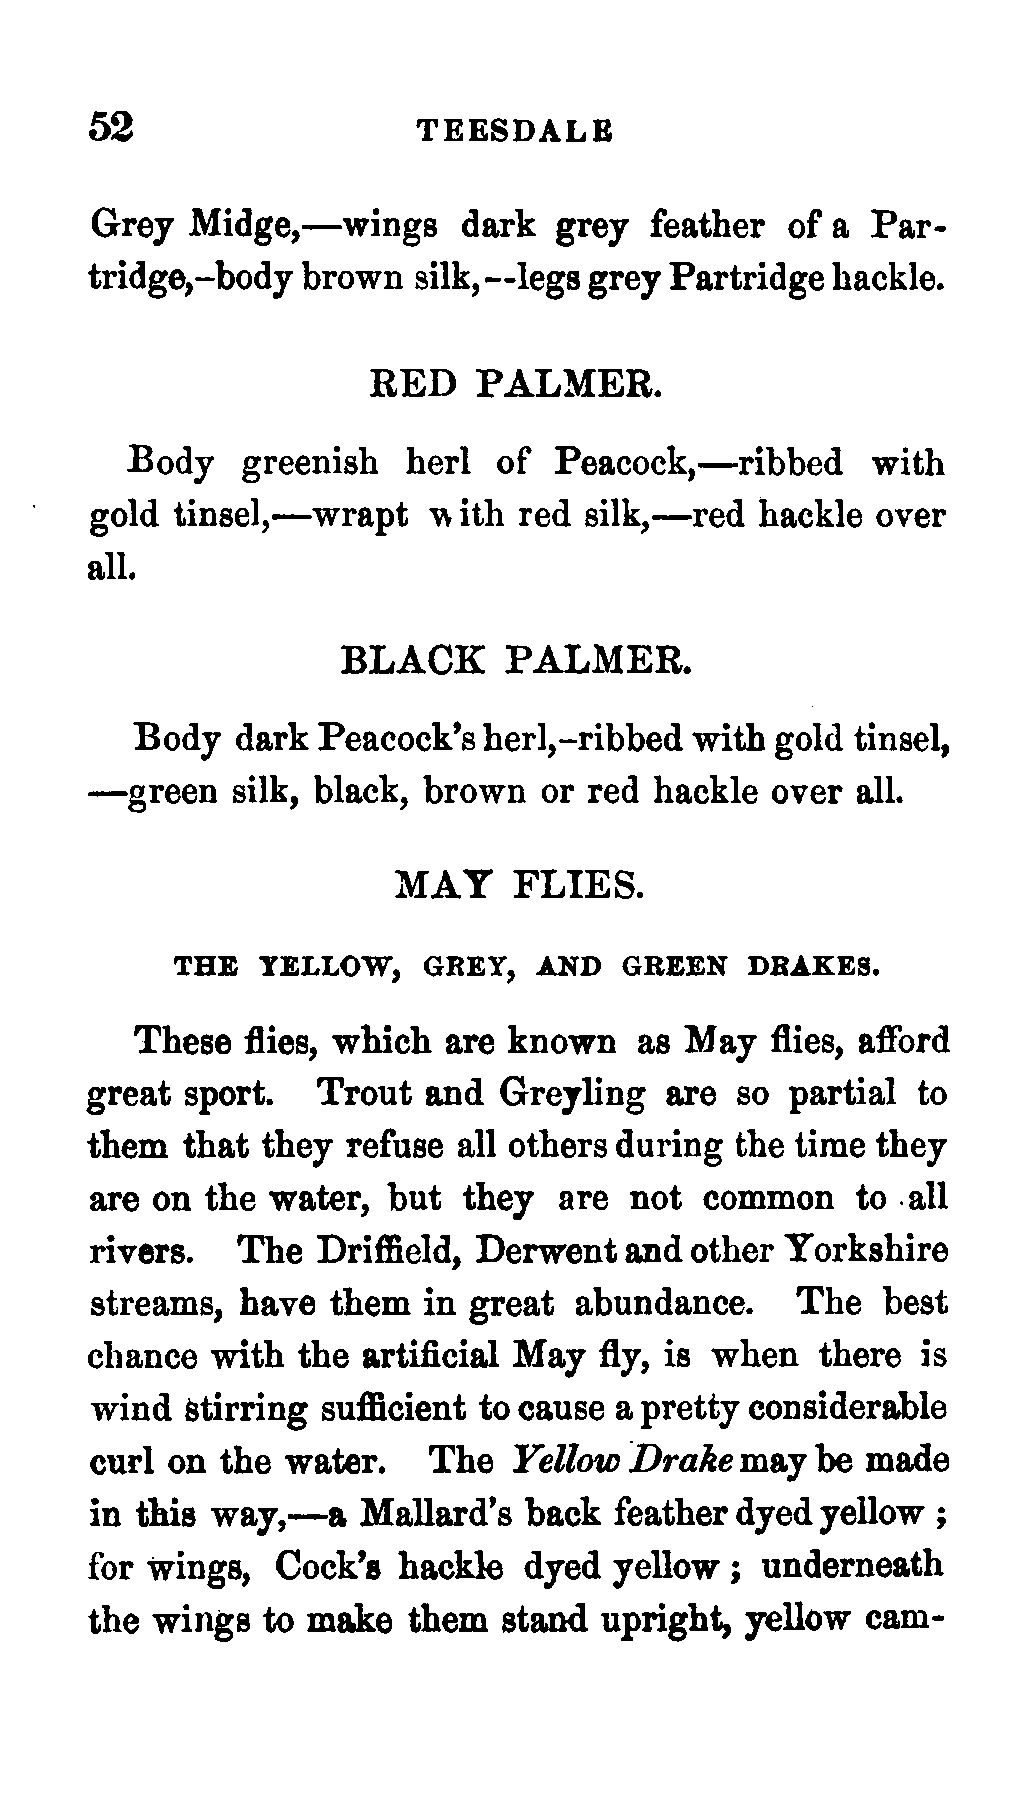 52 TEESDALE
Grey Midge,—wings dark grey feather of a Par-
tridge,–body brown silk,--legs grey Partridge hackle.
RED PALMER.
Body greenish herl of Peacock,—ribbed with
gold tinsel,—wrapt with red silk,—red hackle over
all.
BLACK PALMER.
Body dark Peacock's herl,–ribbed with gold tinsel,
—green silk, black, brown or red hackle over all.
MAY FLIES.
THE YELLOW, GREY, AND GREEN DRAKES.
These flies, which are known as May flies, afford
great sport. Trout and Greyling are so partial to
them that they refuse all others during the time they
are on the water, but they are not common to all
rivers. The Driffield, Derwent and other Yorkshire
streams, have them in great abundance. The best
chance with the artificial May fly, is when there is
wind stirring sufficient to cause a pretty considerable
curl on the water. The Yellow Drake may be made
in this way,—a Mallard's back feather dyed yellow ;
for wings, Cock's hackle dyed yellow ; underneath
the wings to make them stand upright, yellow cam-